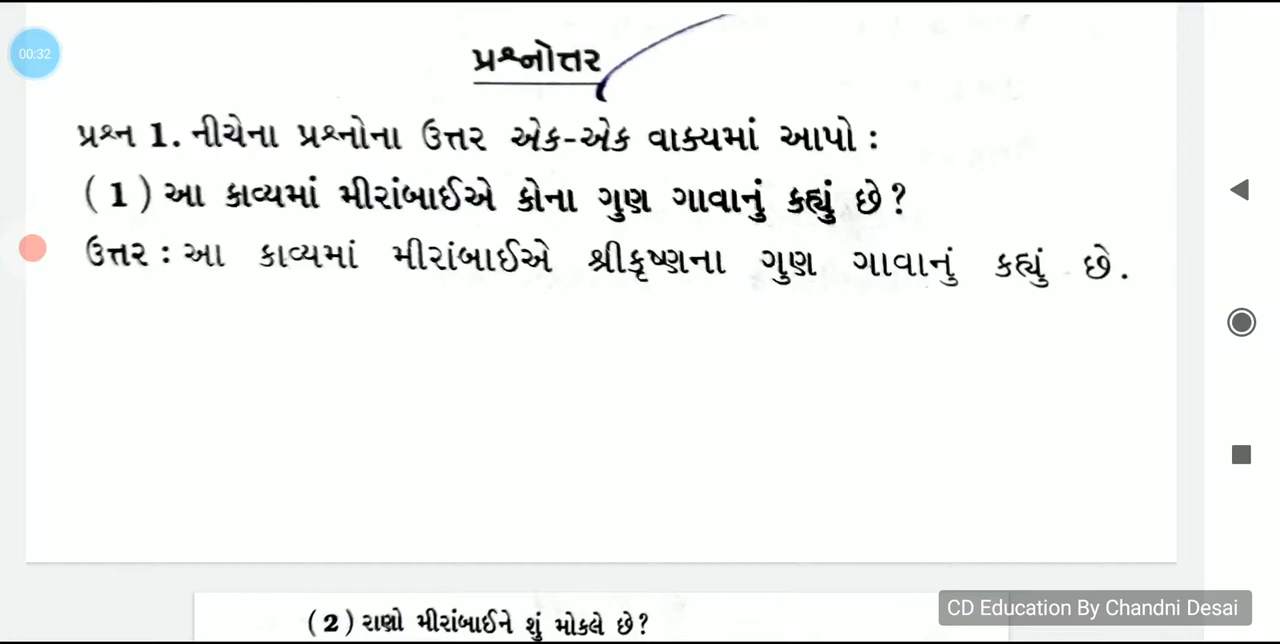 00:32
પ્રશ્નોત્તર
પ્રશ્ન 1. નીચેના પ્રશ્નોના ઉત્તર એક-એક વાક્યમાં આપો :
(1) આ કાવ્યમાં મીરાંબાઈએ કોના ગુણ ગાવાનું કહ્યું છે?
ઉત્તર : આ કાવ્યમાં મીરાંબાઈએ શ્રીકૃષ્ણના ગુણ ગાવાનું કહ્યું છે.
(2) રાણો મીરાંબાઈને શું મોકલે છે?
CD Education By Chandni Desai